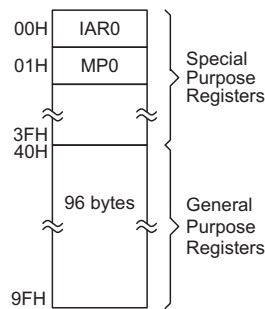 00H IAR0
01H MP0
Special
Purpose
Registers
3FH
40H
96 bytes
General
Purpose
Registers
9FH